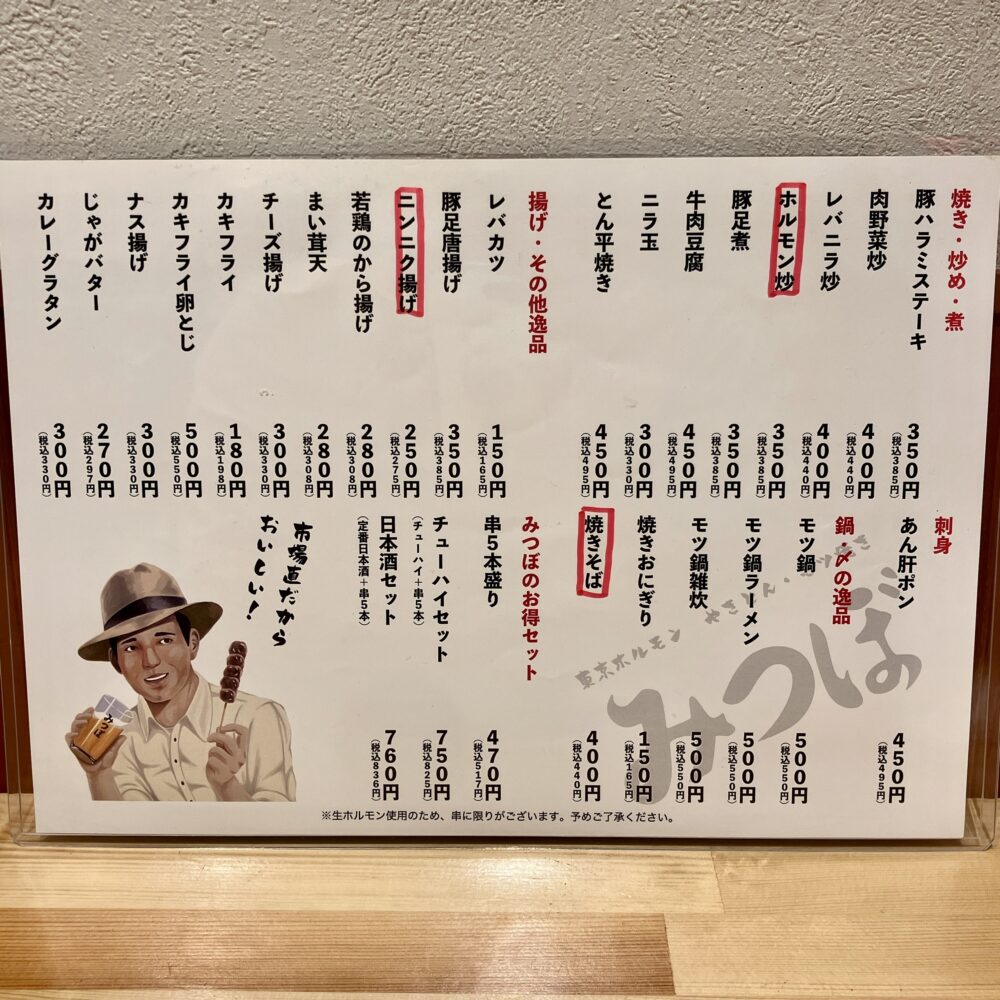 焼き・炒め・煮
豚ハラミステーキ
350円
(税込385円)
肉野菜炒
400円
(税込440円)
レバニラ炒
400円
(税込440円)
ホルモン炒
350円
(税込385円)
豚足煮
350円
(税込385円)
牛肉豆腐
450円
(税込495円)
ニラ玉
300円
(税込330円)
とん平焼き
450円
(税込495円)
揚げ・その他逸品
レバカツ
150円
(税込165円)
豚足唐揚げ
350円
(税込385円)
ニンニク揚げ
250円
(税込275円)
若鶏のから揚げ
280円
(税込308円)
まい茸天
280円
(税込308円)
チーズ揚げ
300円
(税込330円)
カキフライ
180円
(税込198円)
カキフライ卵とじ
500円
(税込550円)
ナス揚げ
300円
(税込330円)
じゃがバター
270円
(税込297円)
カレーグラタン
300円
(税込330円)
刺身
あん肝ポン
450円
(税込495円)
鍋・〆の逸品
モツ鍋
500円
(税込550円)
モツ鍋ラーメン
500円
(税込550円)
モツ鍋雑炊
500円
(税込550円)
焼きおにぎり
150円
(税込165円)
焼きそば
400円
(税込440円)
みつぼのお得セット
串5本盛り
470円
(税込517円)
チューハイセット
(チューハイ+串5本)
750円
(税込825円)
日本酒セット
(定番日本酒+串5本)
760円
(税込836円)
東京ホルモン やきとん・
みつぼ
市場直だから
おいしい!
みつぼ
※生ホルモン使用のため、串に限りがございます。予めご了承ください。